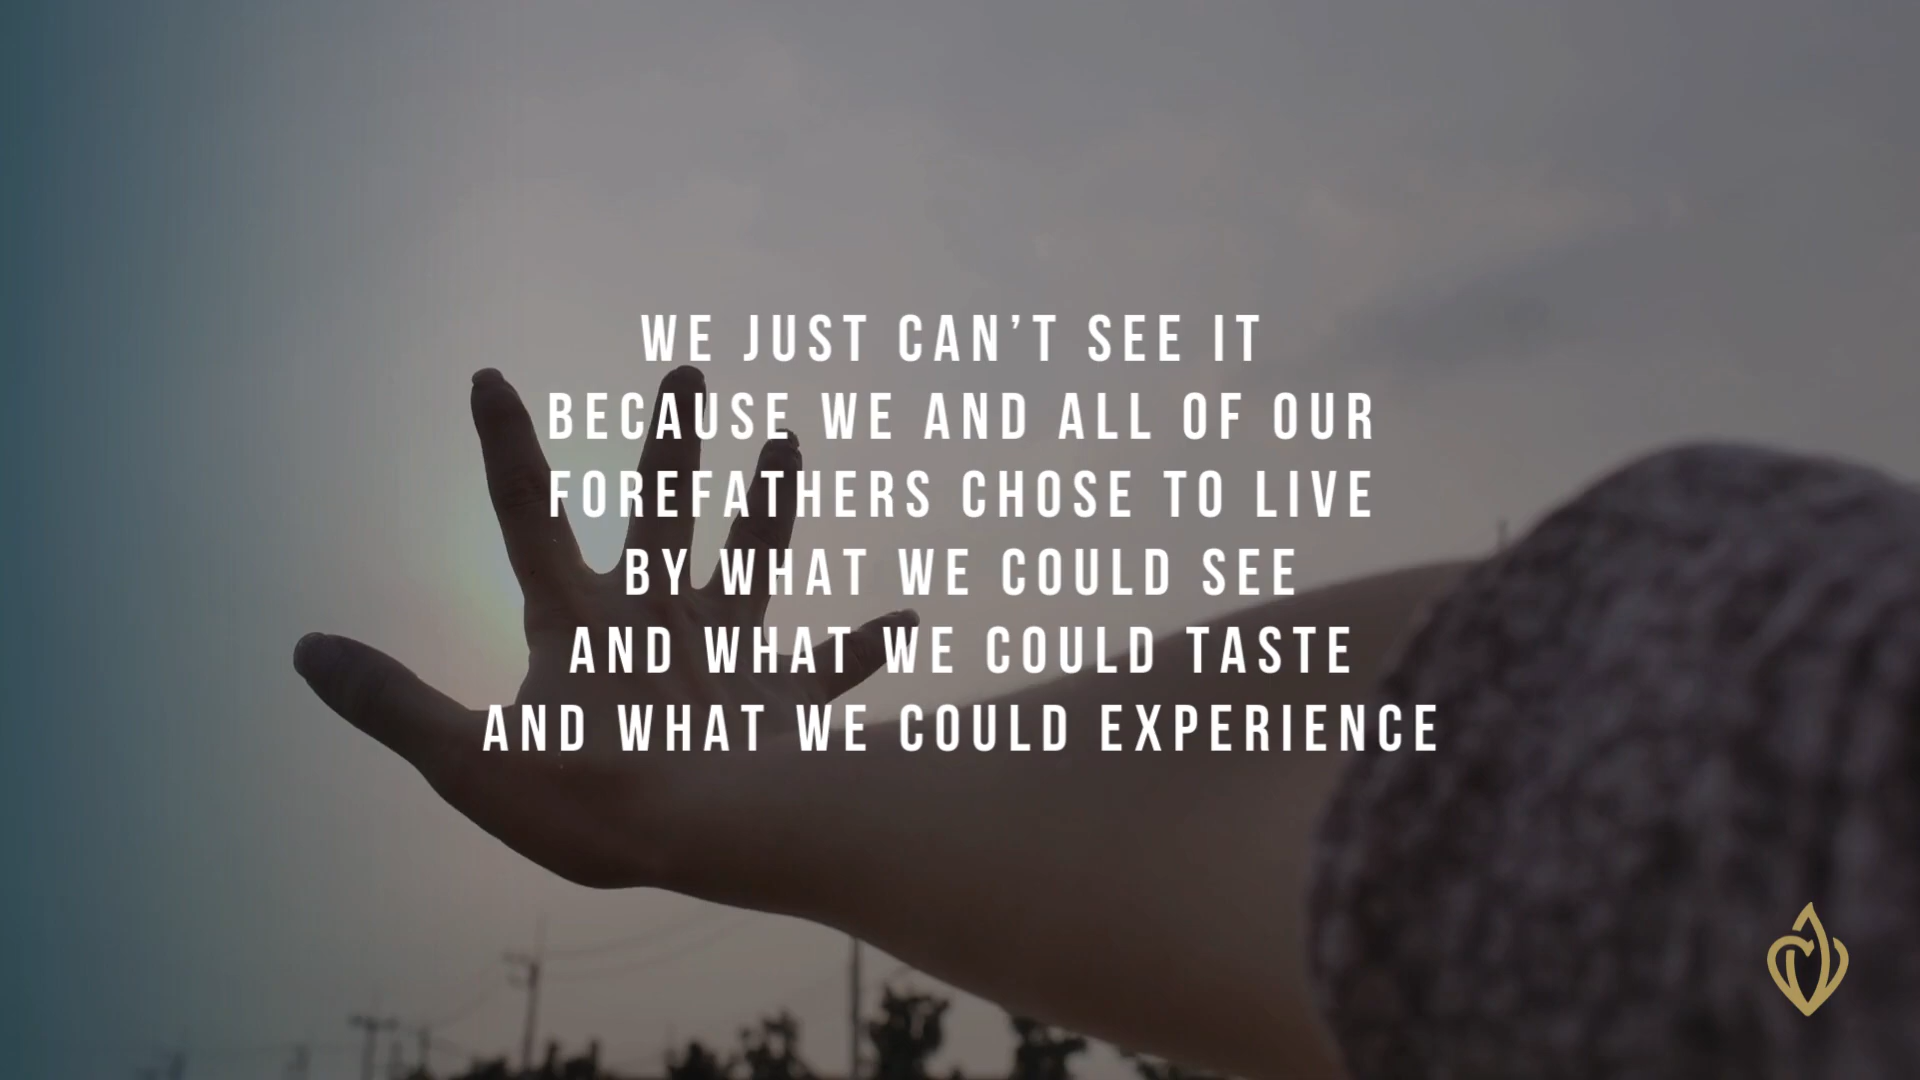 WE JUST CAN’T SEE IT
BECAUSE WE AND ALL OF OUR
FOREFATHERS CHOSE TO LIVE
BY WHAT WE COULD SEE
AND WHAT WE COULD TASTE
AND WHAT WE COULD EXPERIENCE